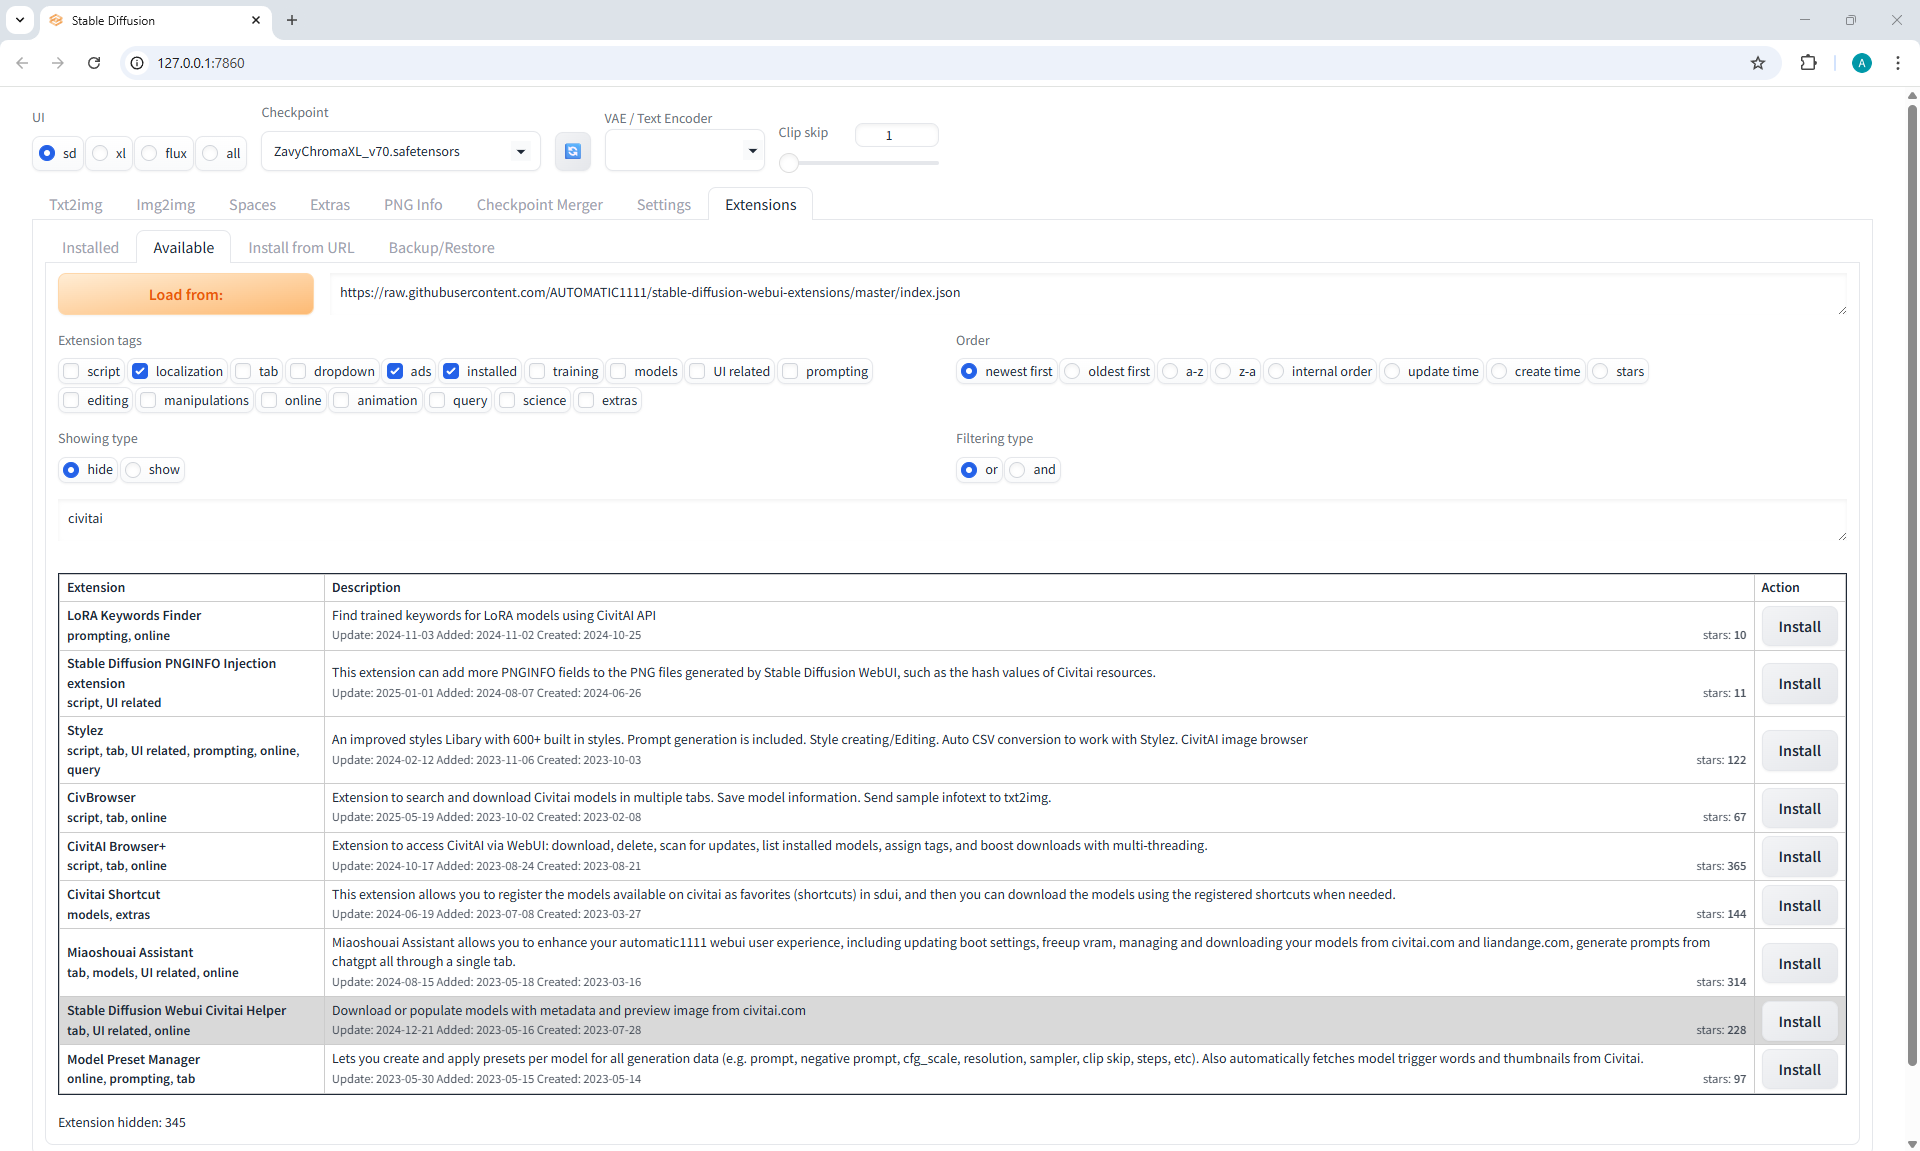 Stable Diffusion
127.0.0.1:7860
A
UI
sd xl flux all
Checkpoint
ZavyChromaXL_v70.safetensors
VAE / Text Encoder
Clip skip
1
Txt2img Img2img Spaces Extras PNG Info Checkpoint Merger Settings Extensions
Installed Available Install from URL Backup/Restore
Load from:
https://raw.githubusercontent.com/AUTOMATIC1111/stable-diffusion-webui-extensions/master/index.json
Extension tags
script localization tab dropdown ads installed training models UI related prompting
editing manipulations online animation query science extras
Order
newest first oldest first a-z z-a internal order update time create time stars
Showing type
hide show
Filtering type
or and
civitai
Extension Description Action
LoRA Keywords Finder
prompting, online
Find trained keywords for LoRA models using CivitAI API
Update: 2024-11-03 Added: 2024-11-02 Created: 2024-10-25
stars: 10
Install
Stable Diffusion PNGINFO Injection
extension
script, UI related
This extension can add more PNGINFO fields to the PNG files generated by Stable Diffusion WebUI, such as the hash values of Civitai resources.
Update: 2025-01-01 Added: 2024-08-07 Created: 2024-06-26
stars: 11
Install
Stylez
script, tab, UI related, prompting, online,
query
An improved styles Libary with 600+ built in styles. Prompt generation is included. Style creating/Editing. Auto CSV conversion to work with Stylez. CivitAI image browser
Update: 2024-02-12 Added: 2023-11-06 Created: 2023-10-03
stars: 122
Install
CivBrowser
script, tab, online
Extension to search and download Civitai models in multiple tabs. Save model information. Send sample infotext to txt2img.
Update: 2025-05-19 Added: 2023-10-02 Created: 2023-02-08
stars: 67
Install
CivitAI Browser+
script, tab, online
Extension to access CivitAI via WebUI: download, delete, scan for updates, list installed models, assign tags, and boost downloads with multi-threading.
Update: 2024-10-17 Added: 2023-08-24 Created: 2023-08-21
stars: 365
Install
Civitai Shortcut
models, extras
This extension allows you to register the models available on civitai as favorites (shortcuts) in sdui, and then you can download the models using the registered shortcuts when needed.
Update: 2024-06-19 Added: 2023-07-08 Created: 2023-03-27
stars: 144
Install
Miaoshouai Assistant
tab, models, UI related, online
Miaoshouai Assistant allows you to enhance your automatic1111 webui user experience, including updating boot settings, freeup vram, managing and downloading your models from civitai.com and liandange.com, generate prompts from
chatgpt all through a single tab.
Update: 2024-08-15 Added: 2023-05-18 Created: 2023-03-16
stars: 314
Install
Stable Diffusion Webui Civitai Helper
tab, UI related, online
Download or populate models with metadata and preview image from civitai.com
Update: 2024-12-21 Added: 2023-05-16 Created: 2023-07-28
stars: 228
Install
Model Preset Manager
online, prompting, tab
Lets you create and apply presets per model for all generation data (e.g. prompt, negative prompt, cfg_scale, resolution, sampler, clip skip, steps, etc). Also automatically fetches model trigger words and thumbnails from Civitai.
Update: 2023-05-30 Added: 2023-05-15 Created: 2023-05-14
stars: 97
Install
Extension hidden: 345